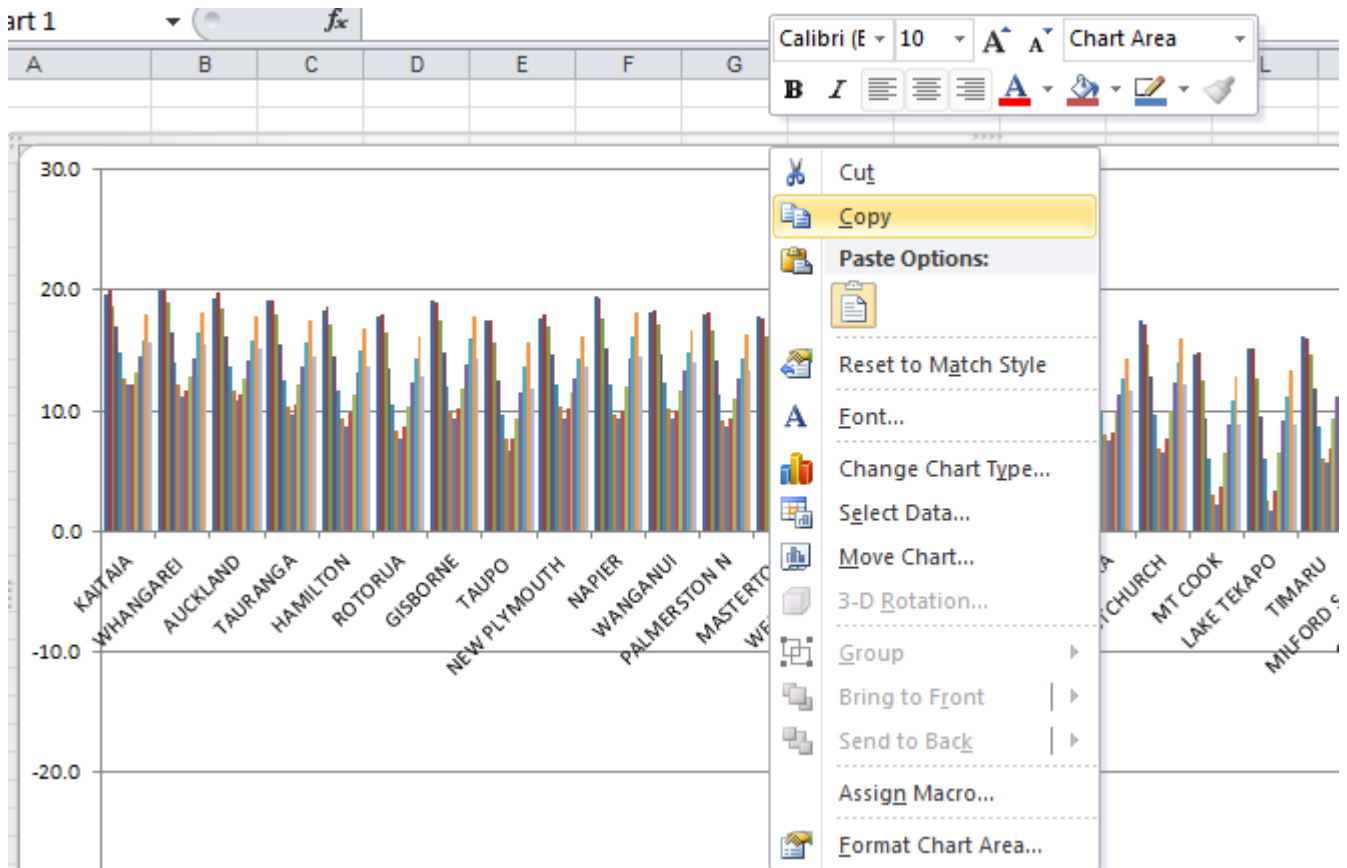 art 1
fx
Calibri (E
10
A A
Chart Area
B I A
A B C D E F G L
30.0
20.0
10.0
0.0
-10.0
-20.0
KAITAIA
WHANGAREI
AUCKLAND
TAURANGA
HAMILTON
ROTORUA
GISBORNE
TAUPO
NEW PLYMOUTH
NAPIER
WANGANUI
PALMERSTON N
MASTERTO
WE
RA
TCHURCH
MT COOK
LAKE TEKAPO
TIMARU
MILFORD S
Cut
Copy
Paste Options:
Reset to Match Style
Font...
Change Chart Type...
Select Data...
Move Chart...
3-D Rotation...
Group
Bring to Front
Send to Back
Assign Macro...
Format Chart Area...